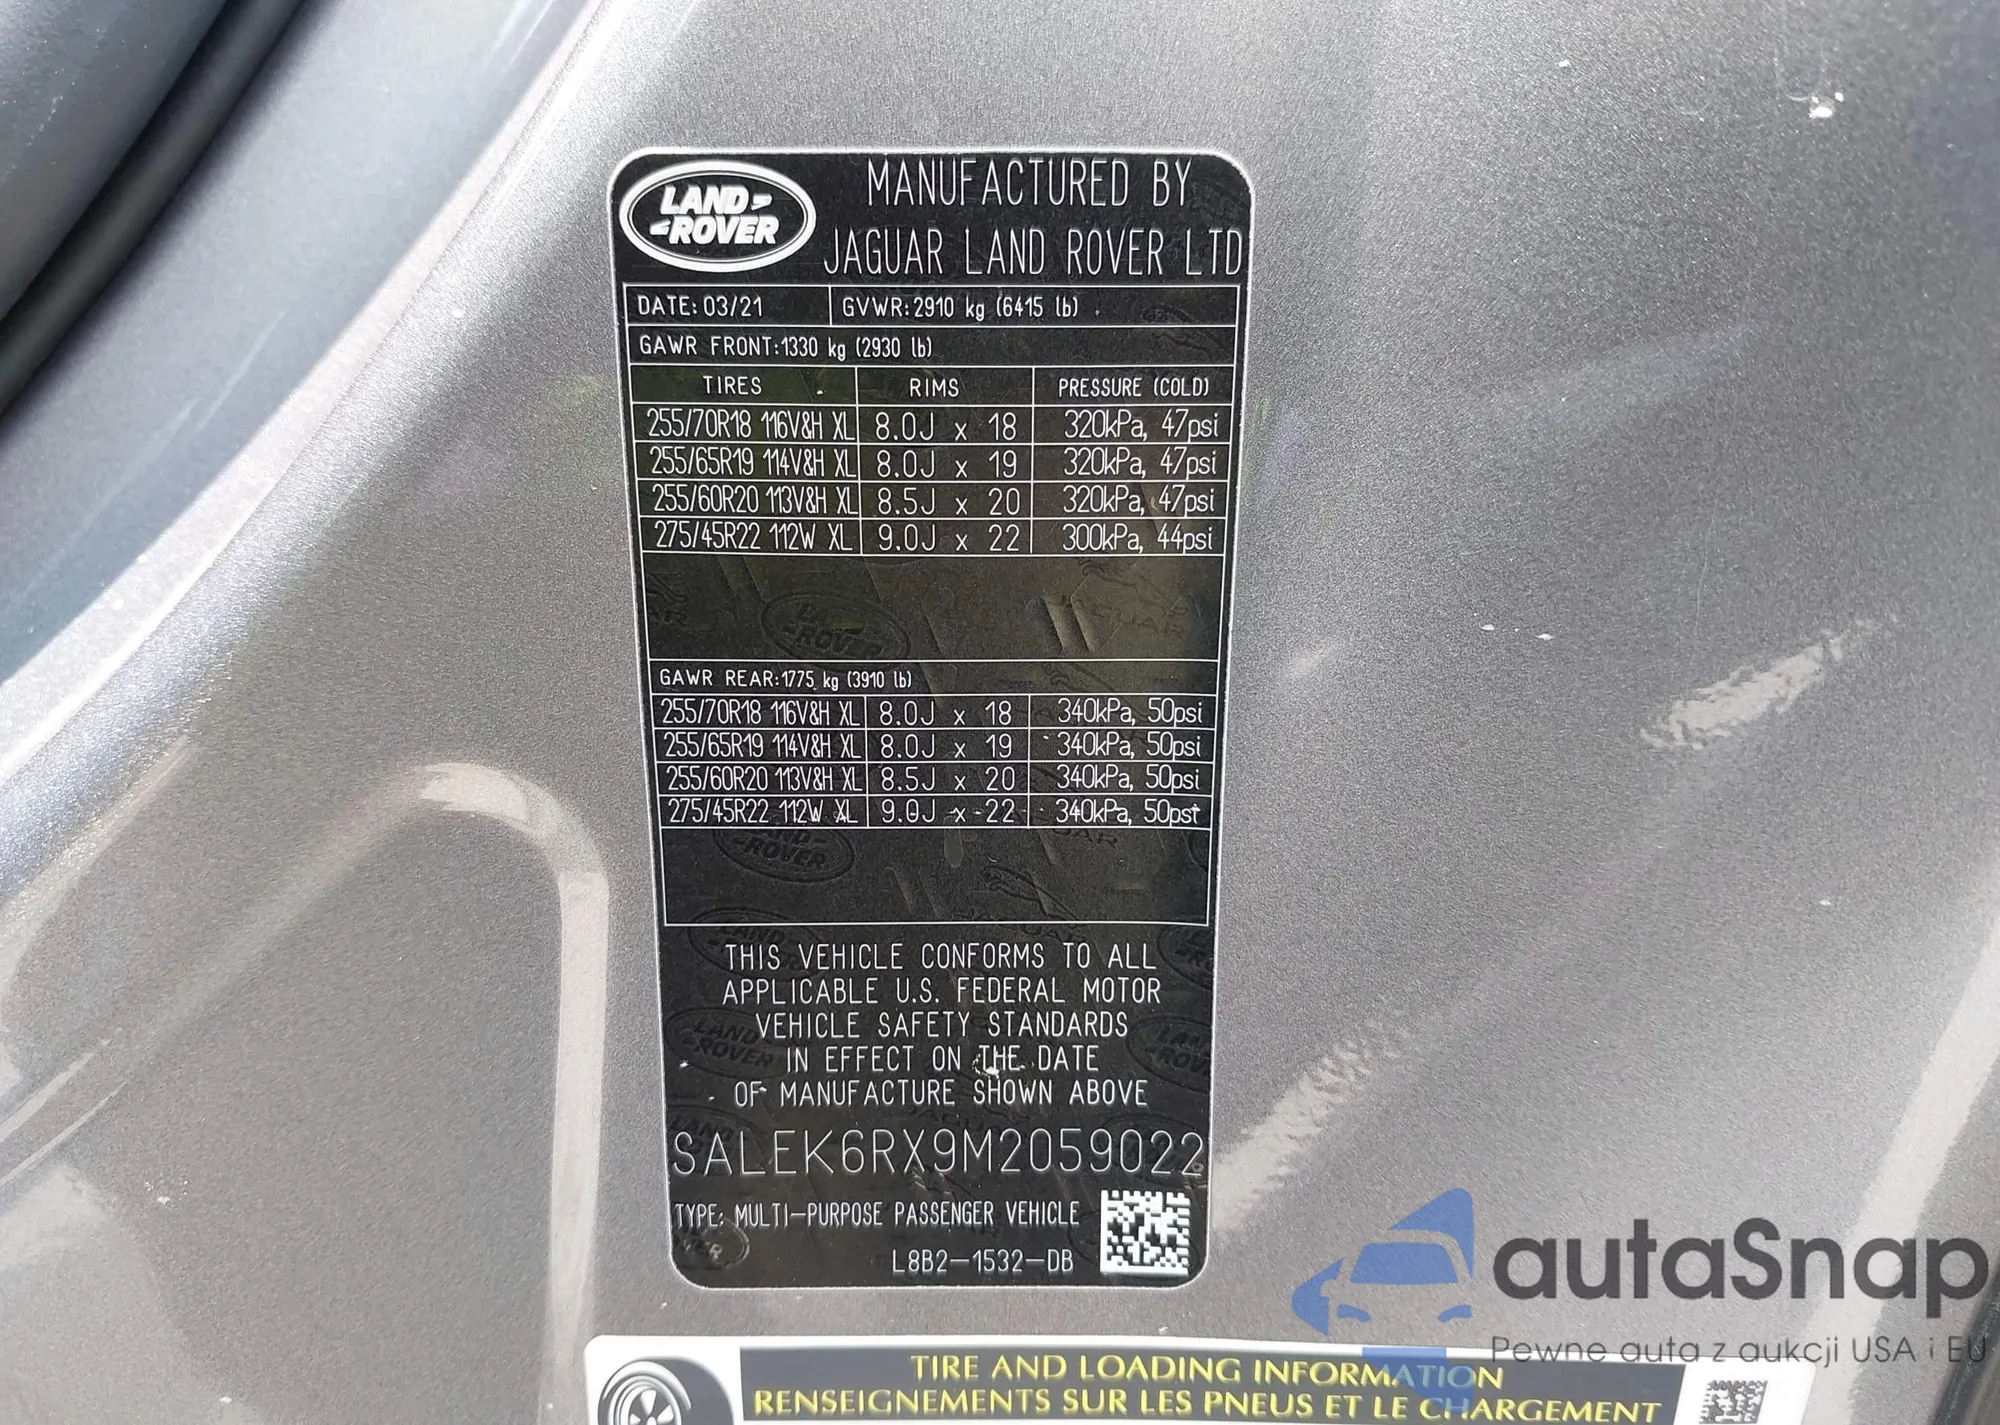 LAND ROVER
MANUFACTURED BY
JAGUAR LAND ROVER LTD
DATE: 03/21 GVWR: 2910 kg (6415 lb)
GAWR FRONT: 1330 kg (2930 lb)
TIRES RIMS PRESSURE (COLD)
255/70R18 116V&H XL 8.0J x 18 320kPa, 47psi
255/65R19 114V&H XL 8.0J x 19 320kPa, 47psi
255/60R20 113V&H XL 8.5J x 20 320kPa, 47psi
275/45R22 112W XL 9.0J x 22 300kPa, 44psi
GAWR REAR: 1775 kg (3910 lb)
255/70R18 116V&H XL 8.0J x 18 340kPa, 50psi
255/65R19 114V&H XL 8.0J x 19 340kPa, 50psi
255/60R20 113V&H XL 8.5J x 20 340kPa, 50psi
275/45R22 112W XL 9.0J x 22 340kPa, 50psi
THIS VEHICLE CONFORMS TO ALL
APPLICABLE U.S. FEDERAL MOTOR
VEHICLE SAFETY STANDARDS
IN EFFECT ON THE DATE
OF MANUFACTURE SHOWN ABOVE
SALEK6RX9M2059022
TYPE: MULTI-PURPOSE PASSENGER VEHICLE
L8B2-1532-DB
autaSnap
Pewne auta z aukcji USA i EU
TIRE AND LOADING INFORMATION
RENSEIGNEMENTS SUR LES PNEUS ET LE CHARGEMENT